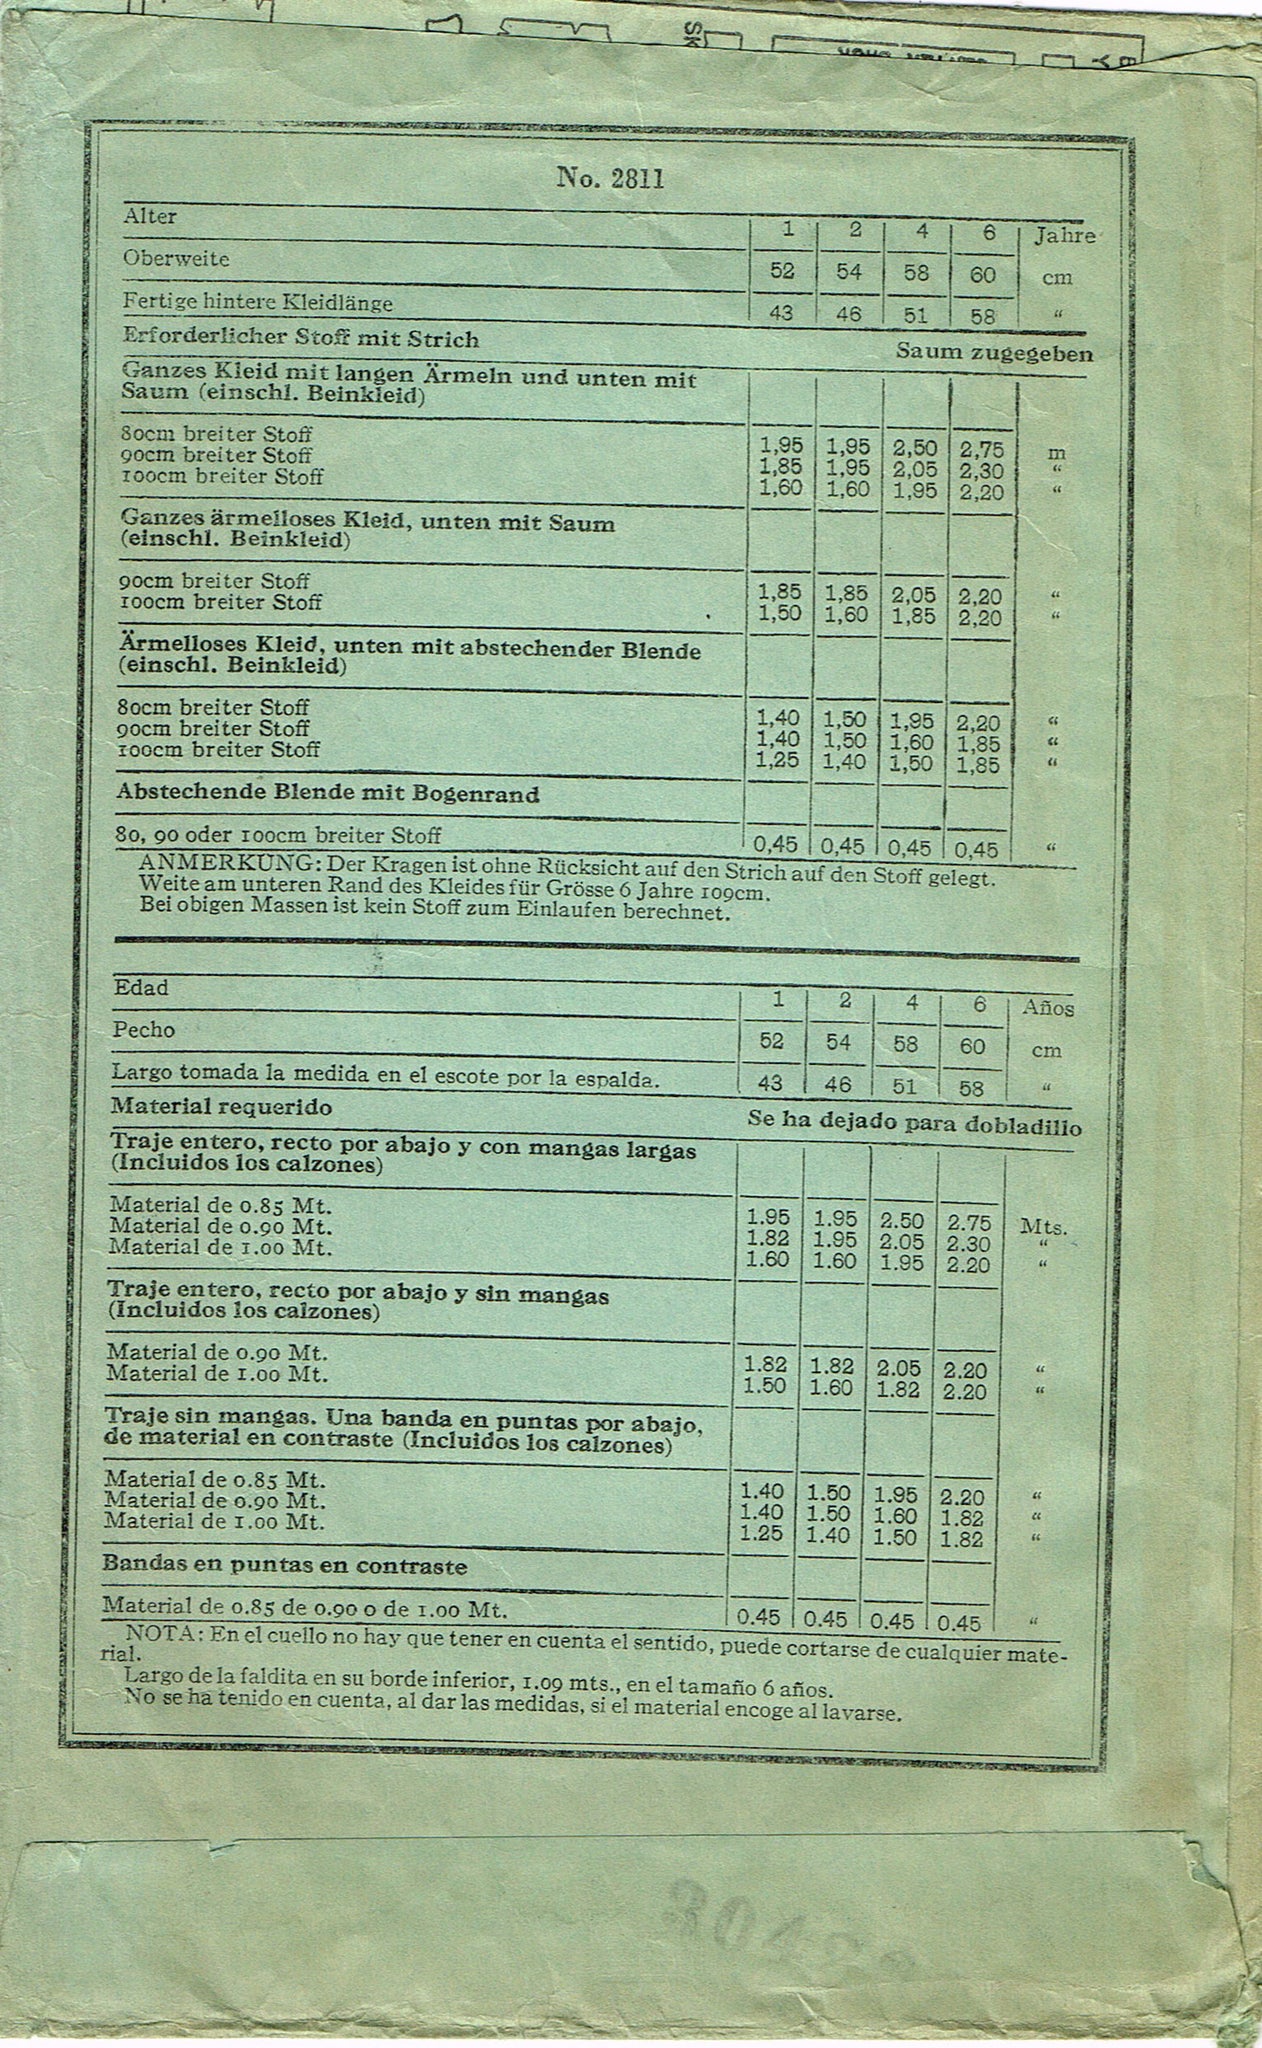 No. 2811
Alter 1 2 4 6 Jahre
Oberweite 52 54 58 60 cm
Fertige hintere Kleidlänge 43 46 51 58 “
Erforderlicher Stoff mit Strich Saum zugegeben
Ganzes Kleid mit langen Ärmeln und unten mit
Saum (einschl. Beinkleid)
80cm breiter Stoff 1,95 1,95 2,50 2,75 m
90cm breiter Stoff 1,85 1,95 2,05 2,30 “
100cm breiter Stoff 1,60 1,60 1,95 2,20 “
Ganzes ärmelloses Kleid, unten mit Saum
(einschl. Beinkleid)
90cm breiter Stoff 1,85 1,85 2,05 2,20 “
100cm breiter Stoff 1,50 1,60 1,85 2,20 “
Ärmelloses Kleid, unten mit abstechender Blende
(einschl. Beinkleid)
80cm breiter Stoff 1,40 1,50 1,95 2,20 “
90cm breiter Stoff 1,40 1,50 1,60 1,85 “
100cm breiter Stoff 1,25 1,40 1,50 1,85 “
Abstechende Blende mit Bogenrand
80, 90 oder 100cm breiter Stoff 0,45 0,45 0,45 0,45 “
ANMERKUNG: Der Kragen ist ohne Rücksicht auf den Strich auf den Stoff gelegt.
Weite am unteren Rand des Kleides für Grösse 6 Jahre 109cm.
Bei obigen Massen ist kein Stoff zum Einlaufen berechnet.
Edad 1 2 4 6 Años
Pecho 52 54 58 60 cm
Largo tomada la medida en el escote por la espalda. 43 46 51 58 “
Material requerido Se ha dejado para dobladillo
Traje entero, recto por abajo y con mangas largas
(Incluidos los calzones)
Material de 0.85 Mt. 1.95 1.95 2.50 2.75 Mts.
Material de 0.90 Mt. 1.82 1.95 2.05 2.30 “
Material de 1.00 Mt. 1.60 1.60 1.95 2.20 “
Traje entero, recto por abajo y sin mangas
(Incluidos los calzones)
Material de 0.90 Mt. 1.82 1.82 2.05 2.20 “
Material de 1.00 Mt. 1.50 1.60 1.82 2.20 “
Traje sin mangas. Una banda en puntas por abajo,
de material en contraste (Incluidos los calzones)
Material de 0.85 Mt. 1.40 1.50 1.95 2.20 “
Material de 0.90 Mt. 1.40 1.50 1.60 1.82 “
Material de 1.00 Mt. 1.25 1.40 1.50 1.82 “
Bandas en puntas en contraste
Material de 0.85 de 0.90 o de 1.00 Mt. 0.45 0.45 0.45 0.45 “
NOTA: En el cuello no hay que tener en cuenta el sentido, puede cortarse de cualquier mate-
rial.
Largo de la faldita en su borde inferior, 1.09 mts., en el tamaño 6 años.
No se ha tenido en cuenta, al dar las medidas, si el material encoge al lavarse.